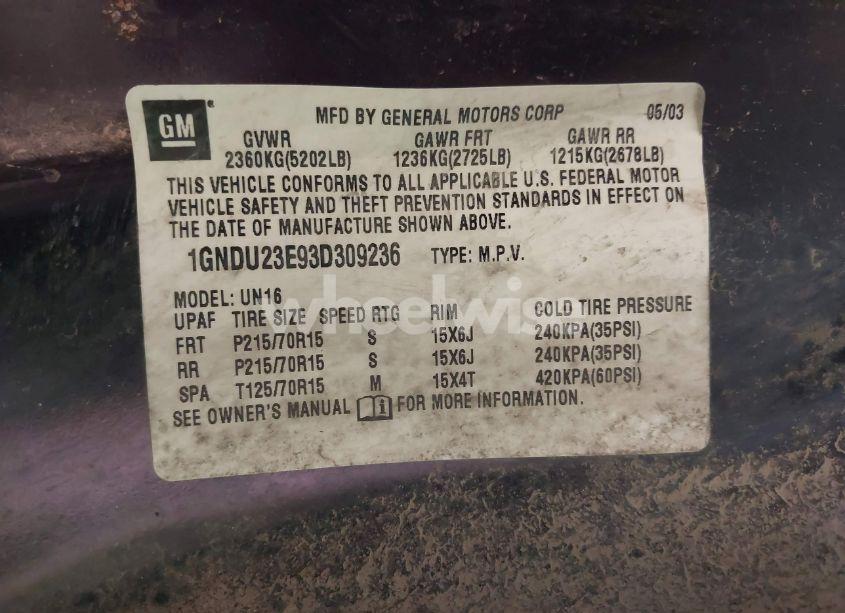 GM®
MFD BY GENERAL MOTORS CORP 05/03
GVWR GAWR FRT GAWR RR
2360KG(5202LB) 1236KG(2725LB) 1215KG(2678LB)
THIS VEHICLE CONFORMS TO ALL APPLICABLE U.S. FEDERAL MOTOR
VEHICLE SAFETY AND THEFT PREVENTION STANDARDS IN EFFECT ON
THE DATE OF MANUFACTURE SHOWN ABOVE.
1GNDU23E93D309236 TYPE: M.P.V.
MODEL: UN16
UPAF TIRE SIZE SPEED RTG RIM COLD TIRE PRESSURE
FRT P215/70R15 S 15X6J 240KPA(35PSI)
RR P215/70R15 S 15X6J 240KPA(35PSI)
SPA T125/70R15 M 15X4T 420KPA(60PSI)
SEE OWNER'S MANUAL FOR MORE INFORMATION.